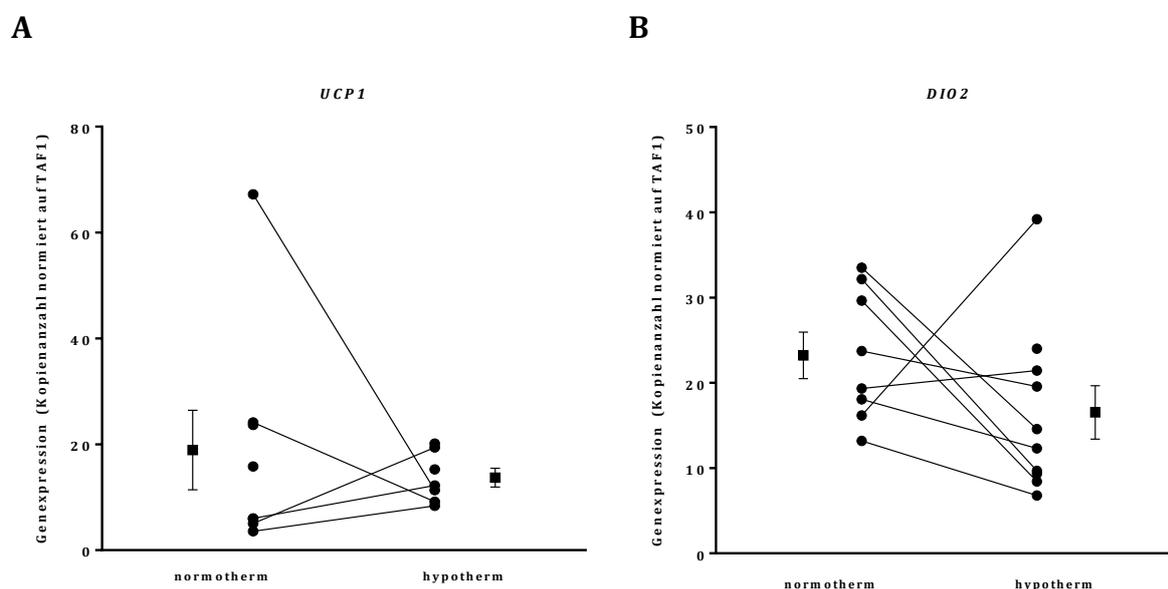 A
B
UCP1
DIO2
Genexpression (Kopienanzahl normiert auf TAF1)
80
60
40
20
0
normotherm
hypotherm
Genexpression (Kopienanzahl normiert auf TAF1)
50
40
30
20
10
0
normotherm
hypotherm